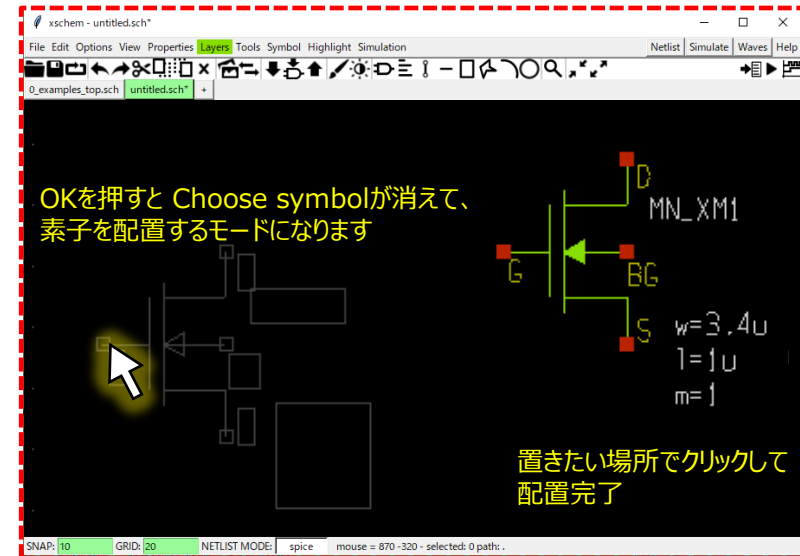 xschem - untitled.sch*
File Edit Options View Properties Layers Tools Symbol Highlight Simulation Netlist Simulate Waves Help
0_examples_top.sch untitled.sch* +
OKを押すと Choose symbolが消えて、
素子を配置するモードになります
D
MN_XM1
G
BG
S
w=3.4u
l=1u
m=1
置きたい場所でクリックして
配置完了
SNAP: 10 GRID: 20 NETLIST MODE: spice mouse = 870 -320 - selected: 0 path: .